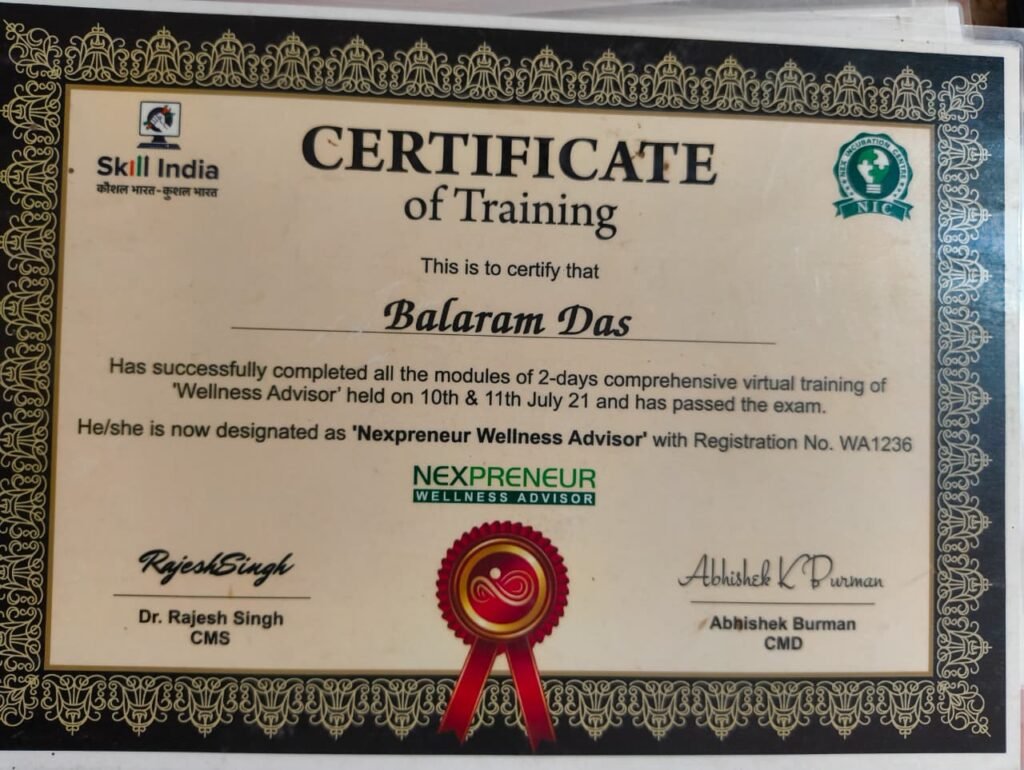 Skill India
कौशल भारत-कुशल भारत
CERTIFICATE
of Training
NEX INCUBATION CENTRE
NIC
This is to certify that
Balaram Das
Has successfully completed all the modules of 2-days comprehensive virtual training of
'Wellness Advisor' held on 10th & 11th July 21 and has passed the exam.
He/she is now designated as 'Nexpreneur Wellness Advisor' with Registration No. WA1236
NEXPRENEUR
WELLNESS ADVISOR
RajeshSingh
Abhishek K Burman
Dr. Rajesh Singh
CMS
Abhishek Burman
CMD